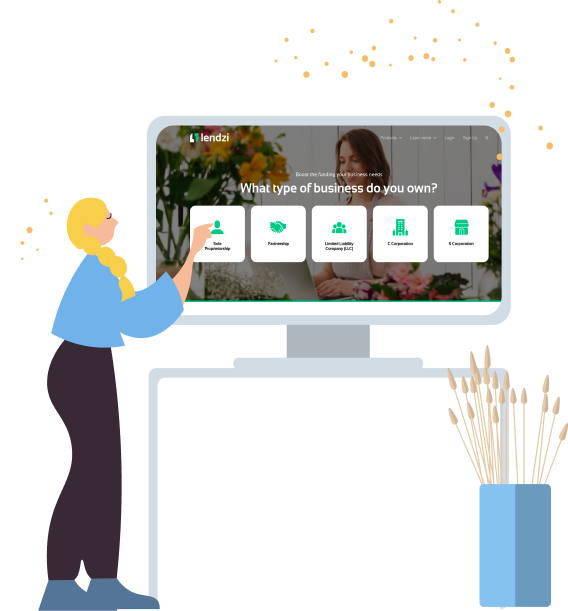 lendzi
Products Learn more Login Sign Up
Boost the funding your business needs
What type of business do you own?
Sole
Proprietorship
Partnership
Limited Liability
Company (LLC)
C Corporation
S Corporation